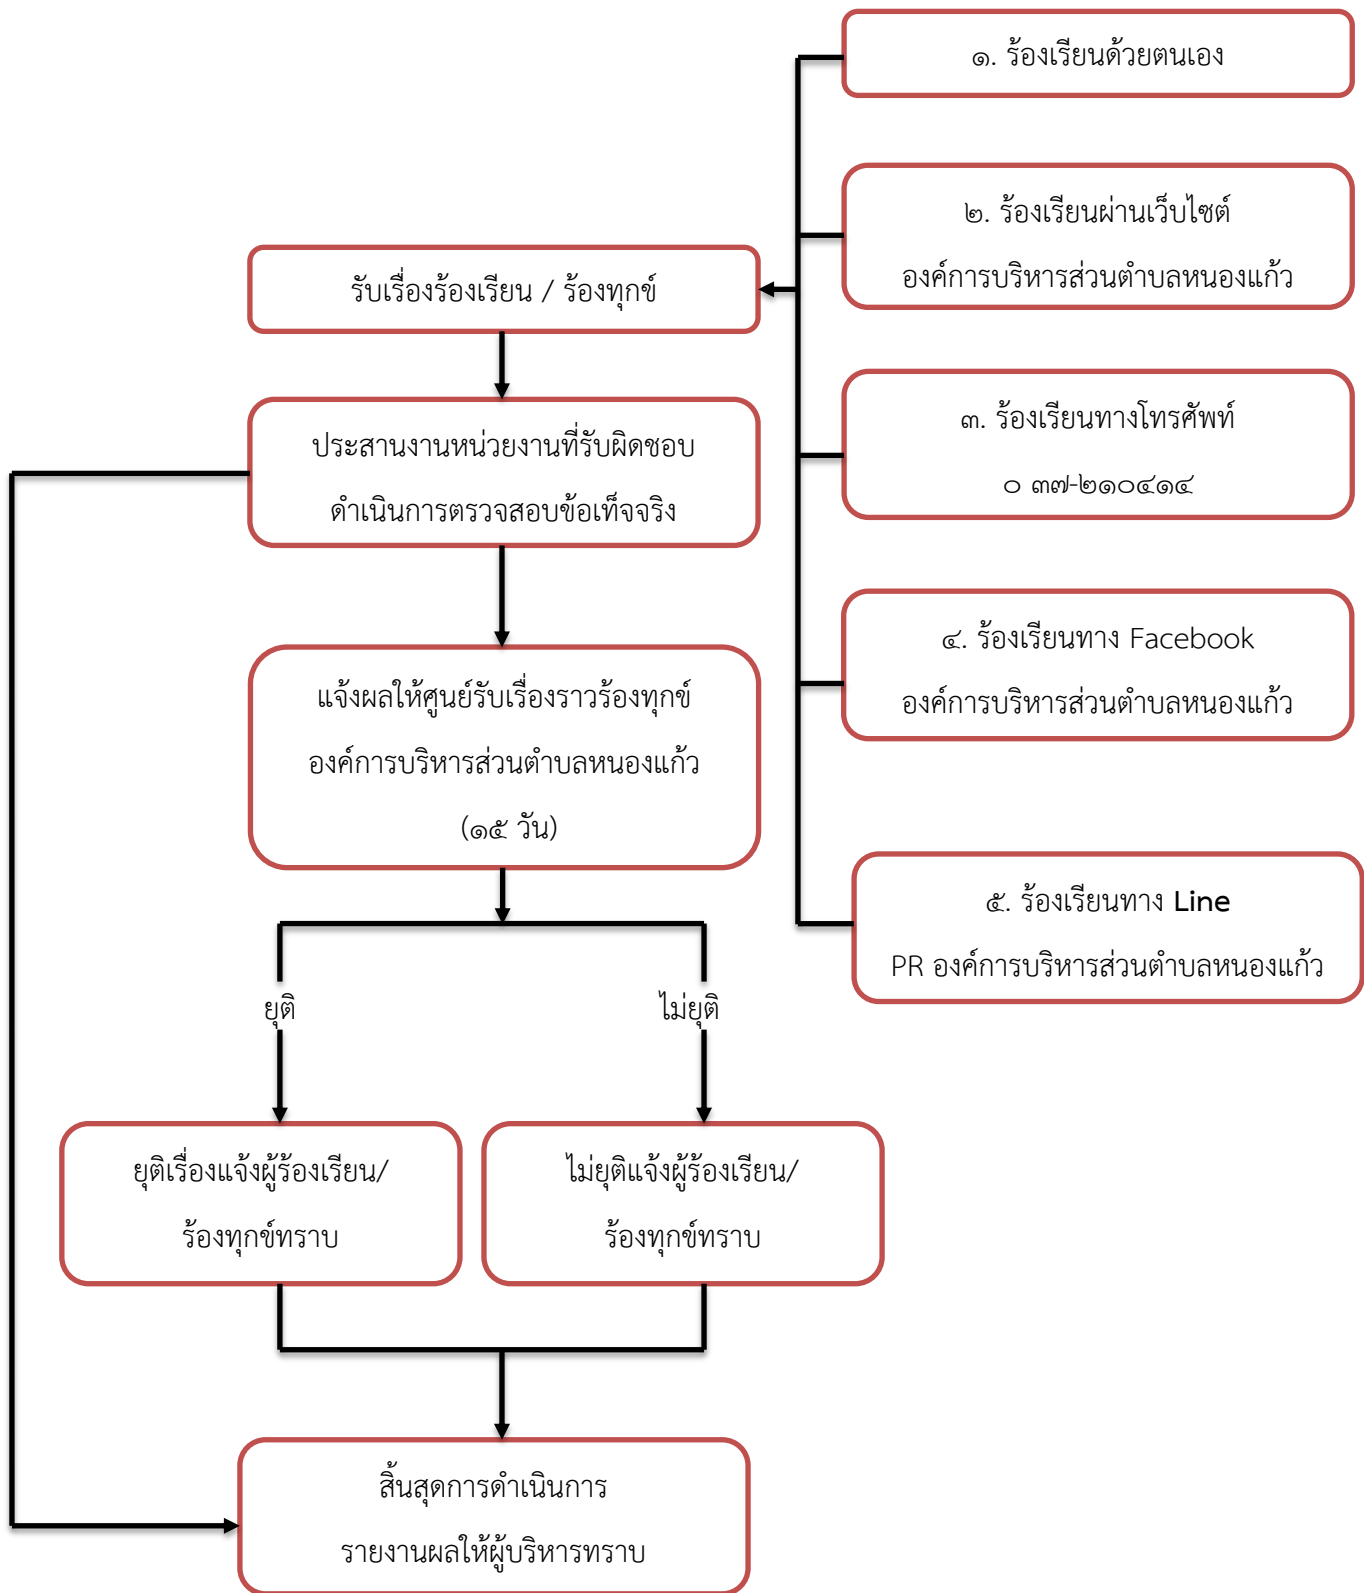 ๑. ร้องเรียนด้วยตนเอง
๒. ร้องเรียนผ่านเว็บไซต์
องค์การบริหารส่วนตำบลหนองแก้ว
๓. ร้องเรียนทางโทรศัพท์
๐ ๓๗-๒๑๐๔๑๔
๔. ร้องเรียนทาง Facebook
องค์การบริหารส่วนตำบลหนองแก้ว
๕. ร้องเรียนทาง Line
PR องค์การบริหารส่วนตำบลหนองแก้ว
รับเรื่องร้องเรียน / ร้องทุกข์
ประสานงานหน่วยงานที่รับผิดชอบ
ดำเนินการตรวจสอบข้อเท็จจริง
แจ้งผลให้ศูนย์รับเรื่องราวร้องทุกข์
องค์การบริหารส่วนตำบลหนองแก้ว
(๑๕ วัน)
ยุติ
ไม่ยุติ
ยุติเรื่องแจ้งผู้ร้องเรียน/
ร้องทุกข์ทราบ
ไม่ยุติแจ้งผู้ร้องเรียน/
ร้องทุกข์ทราบ
สิ้นสุดการดำเนินการ
รายงานผลให้ผู้บริหารทราบ